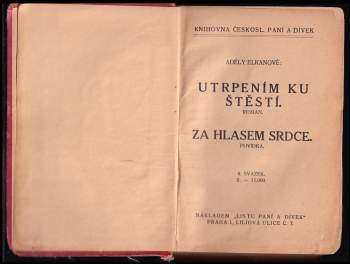 KNIHOVNA ČESKOSL. PANÍ A DÍVEK
ADÉLY ELKANOVÉ:
UTRPENÍM KU
ŠTĚSTÍ.
ROMÁN.
ZA HLASEM SRDCE.
POVÍDKA.
SVAZEK.
NÁKLADEM „LISTU PANÍ A DÍVEK"
PRAHA I., LILIOVÁ ULICE Č. 7.